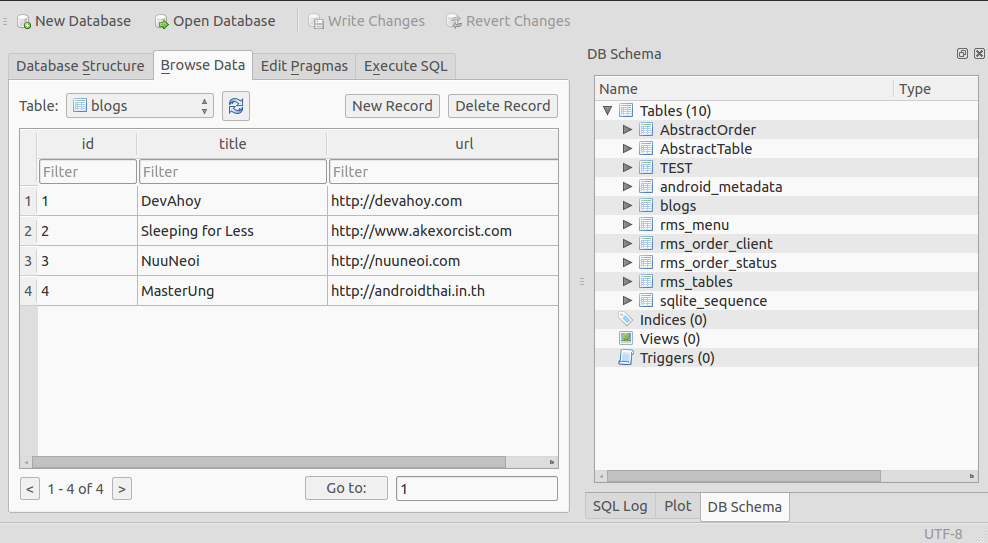 New Database Open Database Write Changes Revert Changes
Database Structure Browse Data Edit Pragmas Execute SQL
Table: blogs New Record Delete Record
id title url
Filter Filter Filter
1 1 DevAhoy http://devahoy.com
2 2 Sleeping for Less http://www.akexorcist.com
3 3 NuuNeoi http://nuuneoi.com
4 4 MasterUng http://androidthai.in.th
< 1 - 4 of 4 > Go to: 1
DB Schema
Name Type
Tables (10)
AbstractOrder
AbstractTable
TEST
android_metadata
blogs
rms_menu
rms_order_client
rms_order_status
rms_tables
sqlite_sequence
Indices (0)
Views (0)
Triggers (0)
SQL Log Plot DB Schema
UTF-8